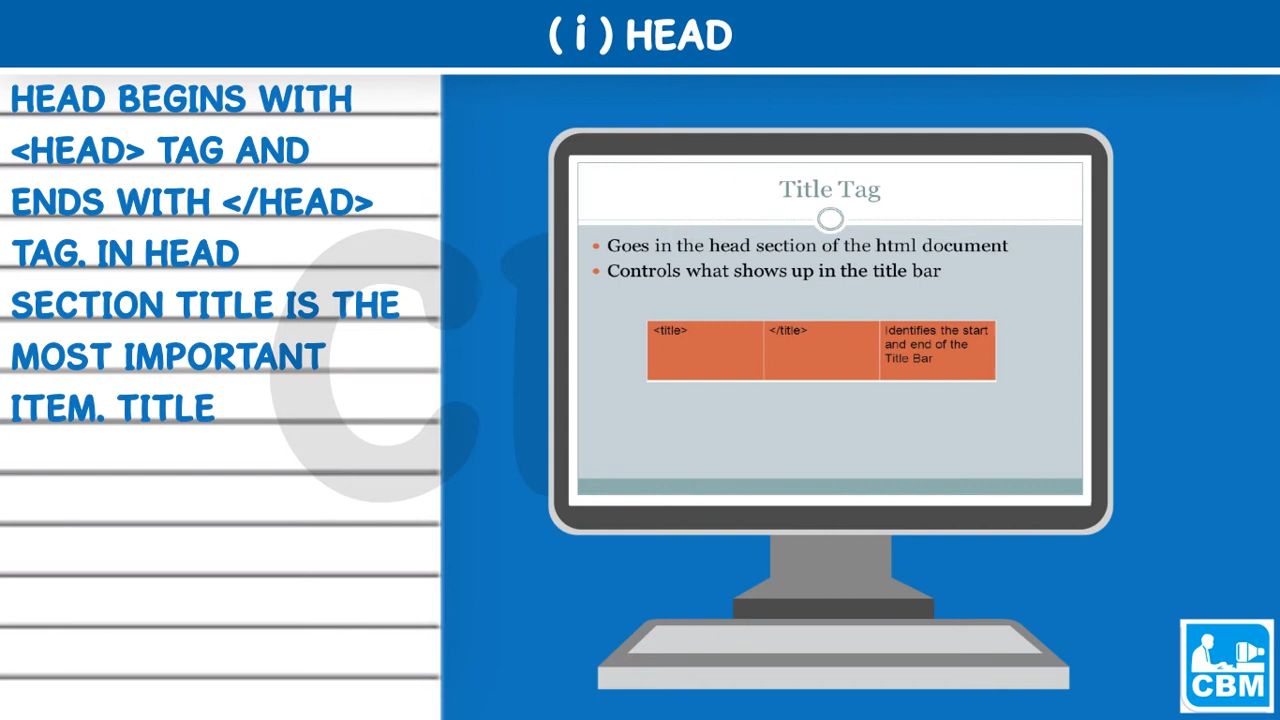 ( i ) HEAD
HEAD BEGINS WITH
<HEAD> TAG AND
ENDS WITH </HEAD>
TAG. IN HEAD
SECTION TITLE IS THE
MOST IMPORTANT
ITEM. TITLE
Title Tag
• Goes in the head section of the html document
• Controls what shows up in the title bar
<title> </title> Identifies the start
and end of the
Title Bar
CBM